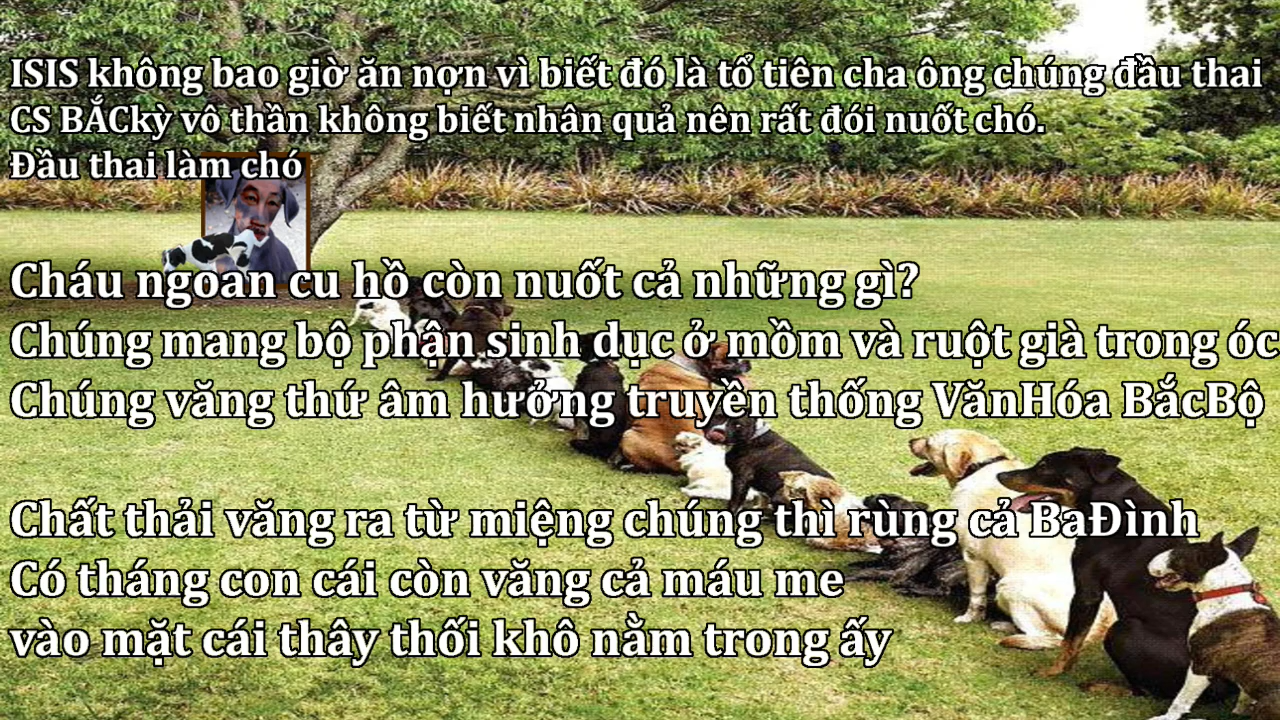 ISIS không bao giờ ăn nợn vì biết đó là tổ tiên cha ông chúng đầu thai
CS BẮCkỳ vô thần không biết nhân quả nên rất đói nuốt chó.
Đầu thai làm chó
Cháu ngoan cu hồ còn nuốt cả những gì?
Chúng mang bộ phận sinh dục ở mồm và ruột già trong óc
Chúng văng thứ âm hưởng truyền thống VănHóa BắcBộ
Chất thải văng ra từ miệng chúng thì rùng cả BaĐình
Có tháng con cái còn văng cả máu me
vào mặt cái thây thối khô nằm trong ấy